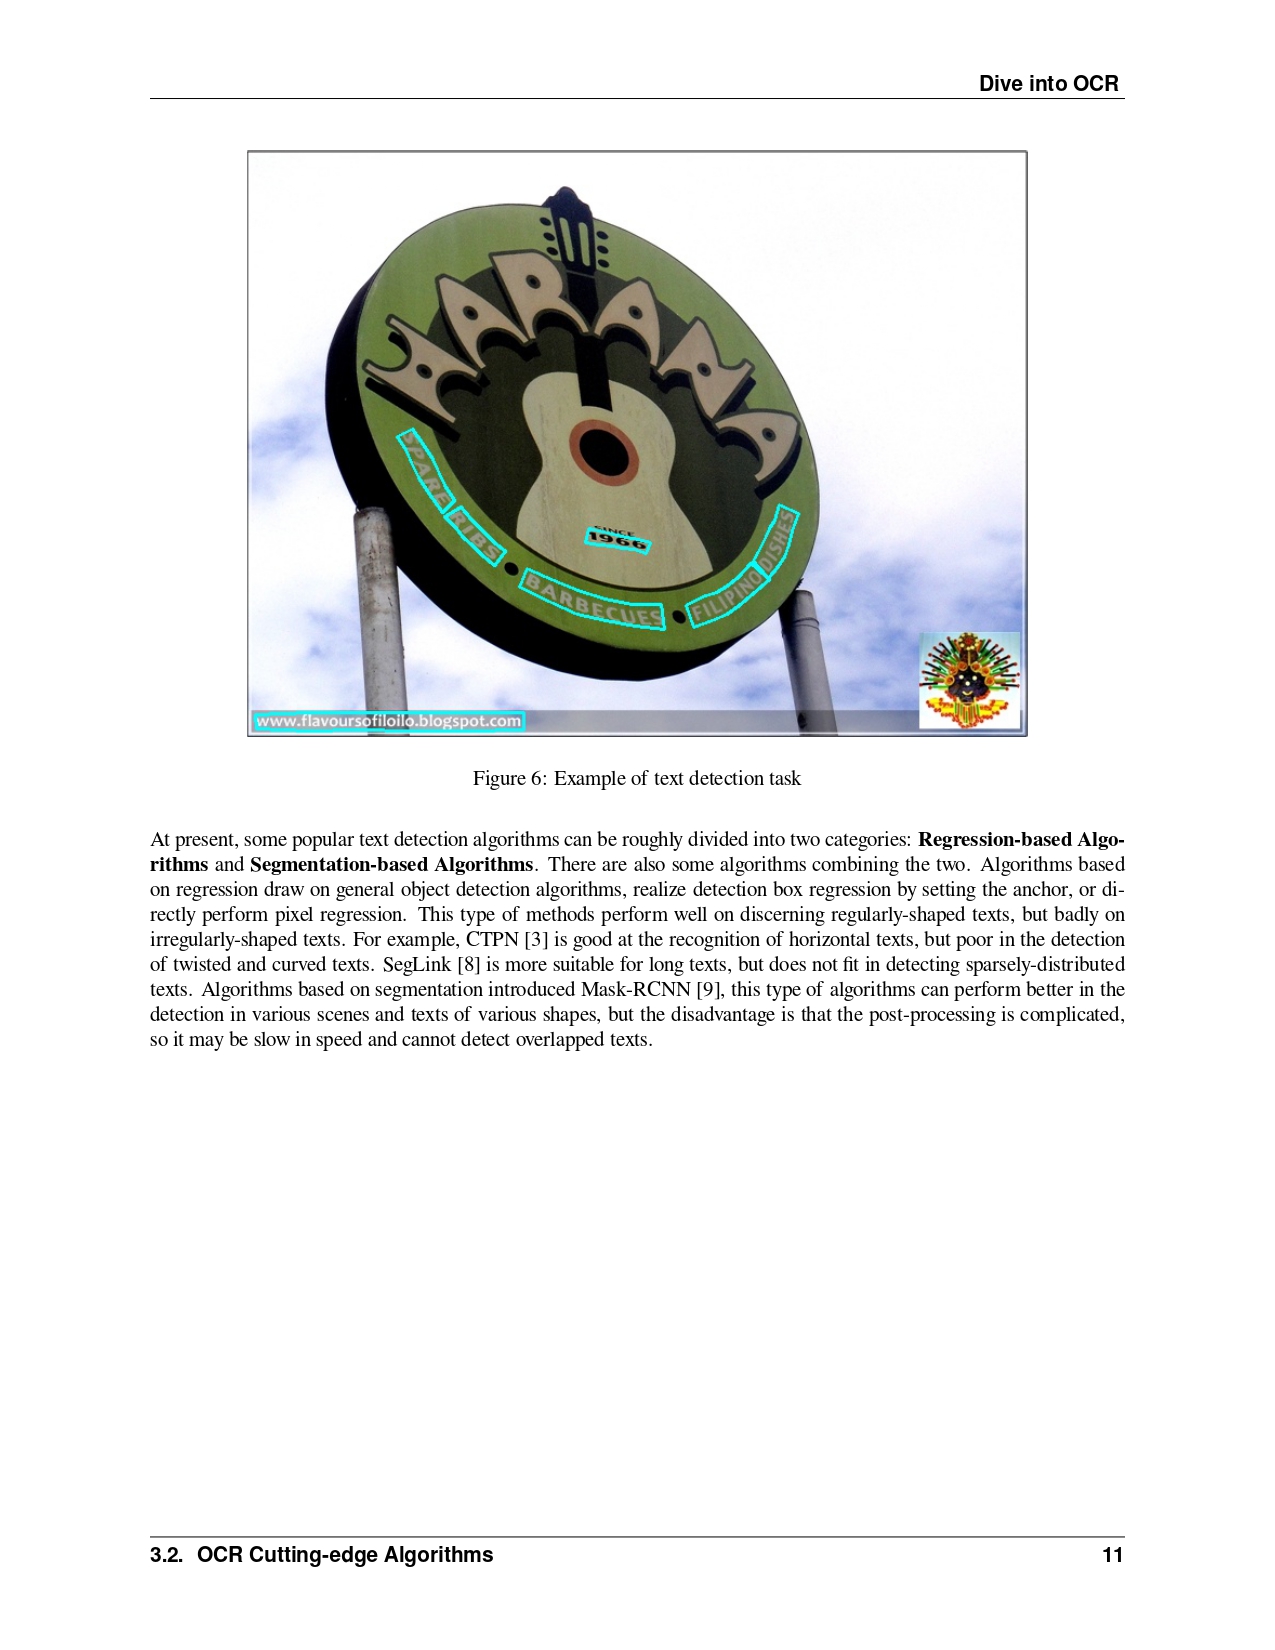 Dive into OCR
HARANA
SPARE RIBS • BARBECUES • FILIPINO DISHES
SINCE
1966
www.flavoursofiloilo.blogspot.com
Figure 6: Example of text detection task
At present, some popular text detection algorithms can be roughly divided into two categories: Regression-based Algo-
rithms and Segmentation-based Algorithms. There are also some algorithms combining the two. Algorithms based
on regression draw on general object detection algorithms, realize detection box regression by setting the anchor, or di-
rectly perform pixel regression. This type of methods perform well on discerning regularly-shaped texts, but badly on
irregularly-shaped texts. For example, CTPN [3] is good at the recognition of horizontal texts, but poor in the detection
of twisted and curved texts. SegLink [8] is more suitable for long texts, but does not fit in detecting sparsely-distributed
texts. Algorithms based on segmentation introduced Mask-RCNN [9], this type of algorithms can perform better in the
detection in various scenes and texts of various shapes, but the disadvantage is that the post-processing is complicated,
so it may be slow in speed and cannot detect overlapped texts.
3.2. OCR Cutting-edge Algorithms 11